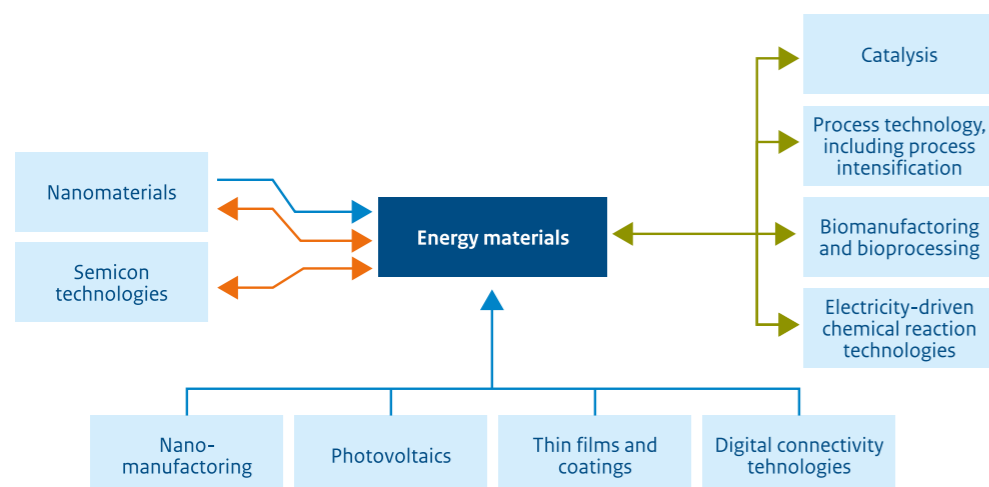 Catalysis
Process technology,
including process
intensification
Nanomaterials
Energy materials
Biomanufactoring
and bioprocessing
Semicon
technologies
Electricity-driven
chemical reaction
technologies
Nano-
manufactoring
Photovoltaics
Thin films and
coatings
Digital connectivity
tehnologies